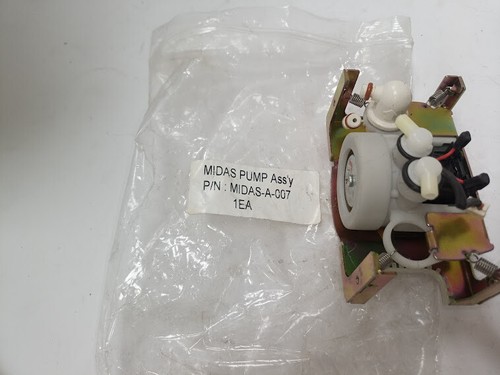 MIDAS PUMP Ass'y
P/N : MIDAS-A-007
1EA